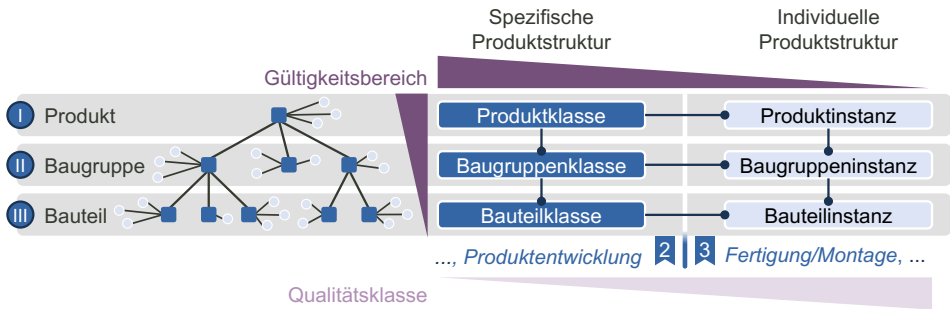 Spezifische
Produktstruktur
Individuelle
Produktstruktur
Gültigkeitsbereich
I Produkt Produktklasse Produktinstanz
II Baugruppe Baugruppenklasse Baugruppeninstanz
III Bauteil Bauteilklasse Bauteilinstanz
..., Produktentwicklung 2 3 Fertigung/Montage, ...
Qualitätsklasse